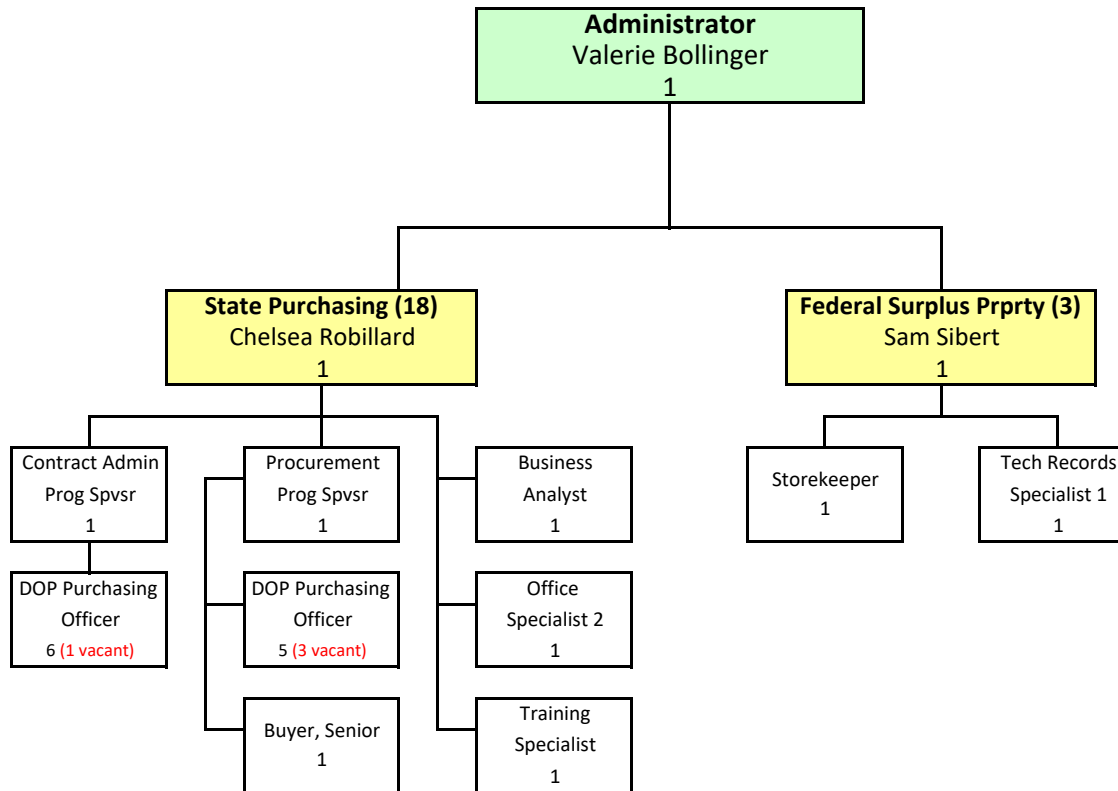 Administrator
Valerie Bollinger
1
State Purchasing (18)
Chelsea Robillard
1
Federal Surplus Prprty (3)
Sam Sibert
1
Contract Admin
Prog Spvsr
1
Procurement
Prog Spvsr
1
Business
Analyst
1
Storekeeper
1
Tech Records
Specialist 1
1
DOP Purchasing
Officer
6 (1 vacant)
DOP Purchasing
Officer
5 (3 vacant)
Office
Specialist 2
1
Buyer, Senior
1
Training
Specialist
1